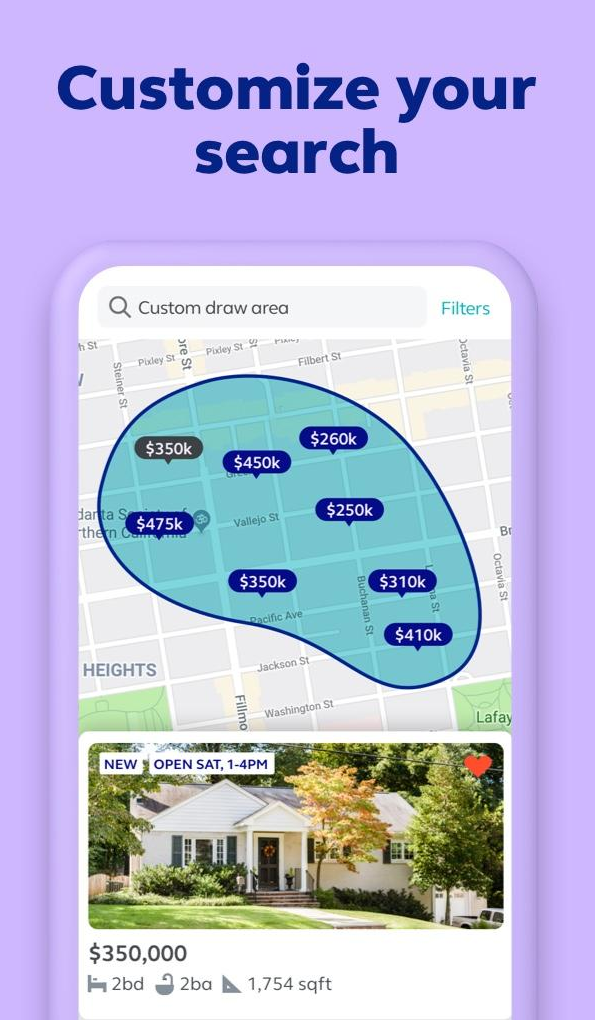 Customize your
search
Custom draw area
Filters
h St
Pixley St
Pixley St
Filbert St
Steiner St
Octavia St
$350k
$260k
$450k
$475k
$250k
Vallejo St
$350k
$310k
Buchanan St
Octavia St
Pacific Ave
$410k
HEIGHTS
Jackson St
Fillmo
Washington St
Lafay
NEW
OPEN SAT, 1-4PM
$350,000
2bd 2ba 1,754 sqft